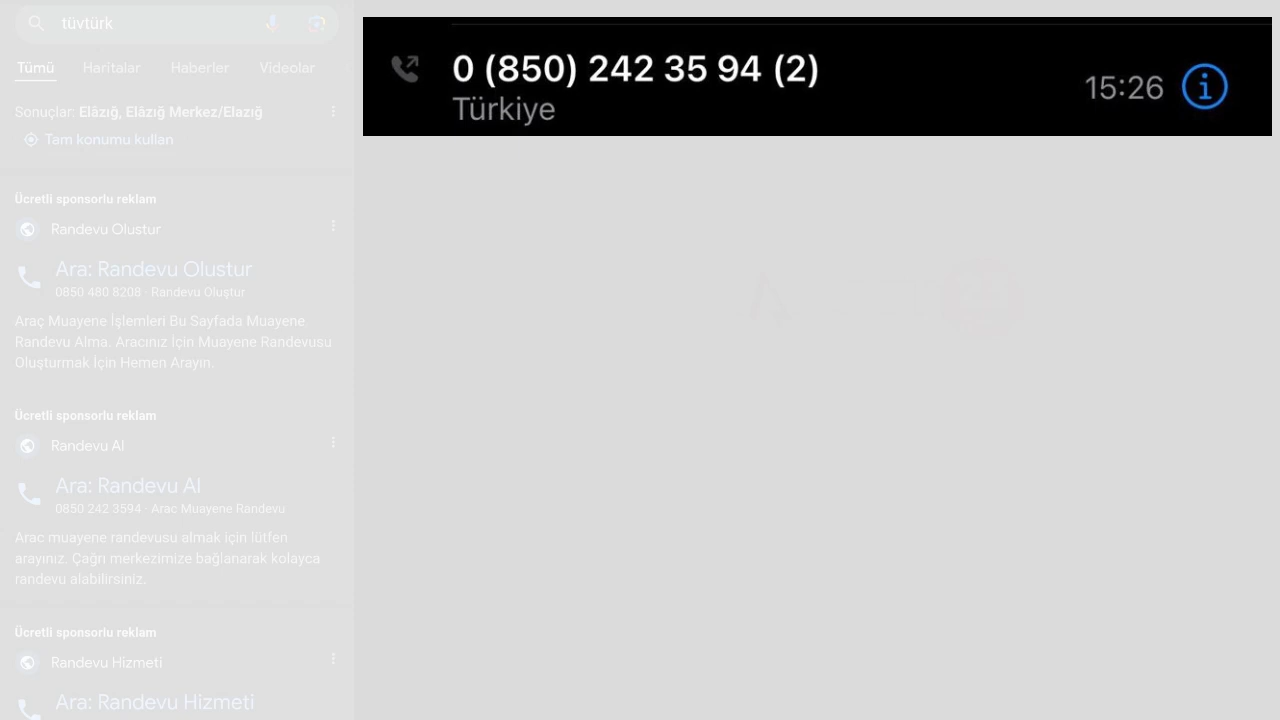 tüvtürk
Tümü Haritalar Haberler Videolar
Sonuçlar: Elâzığ, Elâzığ Merkez/Elazığ
Tam konumu kullan
Ücretli sponsorlu reklam
Randevu Olustur
Ara: Randevu Olustur
0850 480 8208 · Randevu Oluştur
Araç Muayene İşlemleri Bu Sayfada Muayene
Randevu Alma. Aracınız İçin Muayene Randevusu
Oluşturmak İçin Hemen Arayın.
Ücretli sponsorlu reklam
Randevu Al
Ara: Randevu Al
0850 242 3594 · Arac Muayene Randevu
Arac muayene randevusu almak için lütfen
arayınız. Çağrı merkezimize bağlanarak kolayca
randevu alabilirsiniz.
Ücretli sponsorlu reklam
Randevu Hizmeti
Ara: Randevu Hizmeti
0 (850) 242 35 94 (2)
Türkiye
15:26